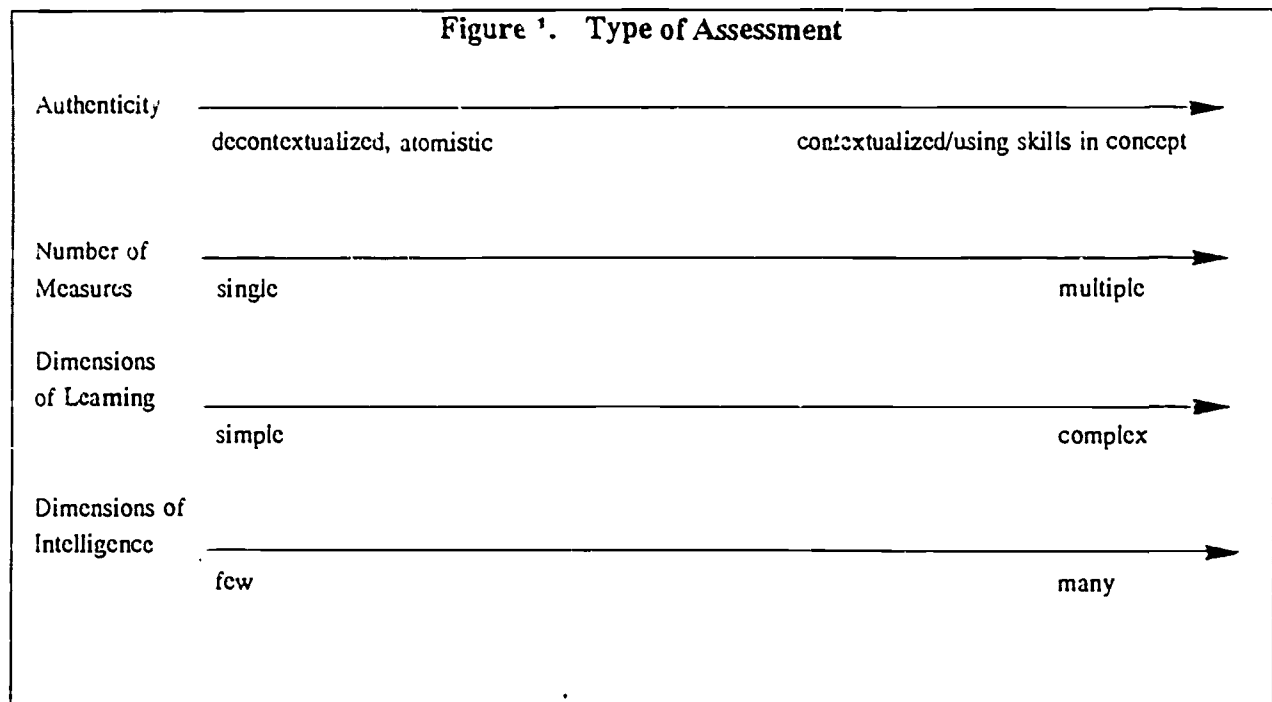 Figure ¹. Type of Assessment
Authenticity
decontextualized, atomistic contextualized/using skills in concept
Number of
Measures single multiple
Dimensions
of Learning
simple complex
Dimensions of
Intelligence
few many